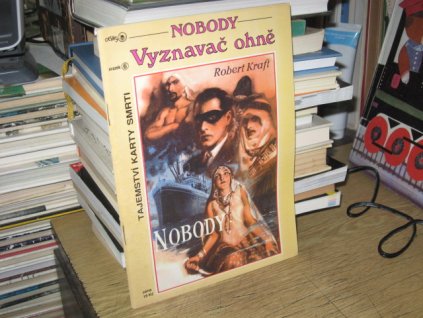 NOBODY
Vyznavač ohně
Robert Kraft
TAJEMSTVÍ KARTY SMRTI
NOBODY